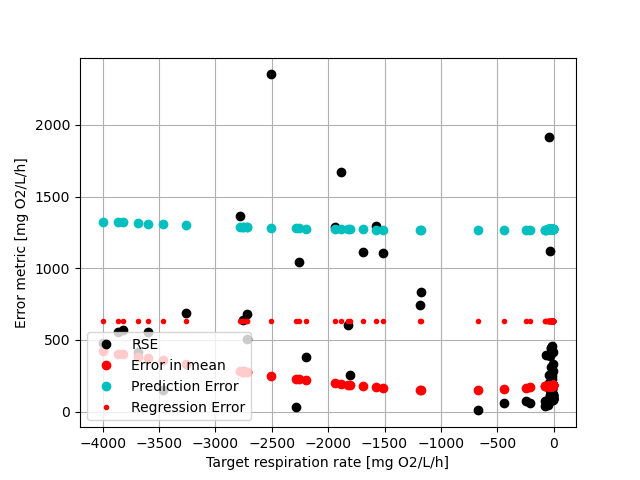 2000
1500
1000
500
0
Error metric [mg O2/L/h]
RSE
Error in mean
Prediction Error
Regression Error
−4000 −3500 −3000 −2500 −2000 −1500 −1000 −500 0
Target respiration rate [mg O2/L/h]